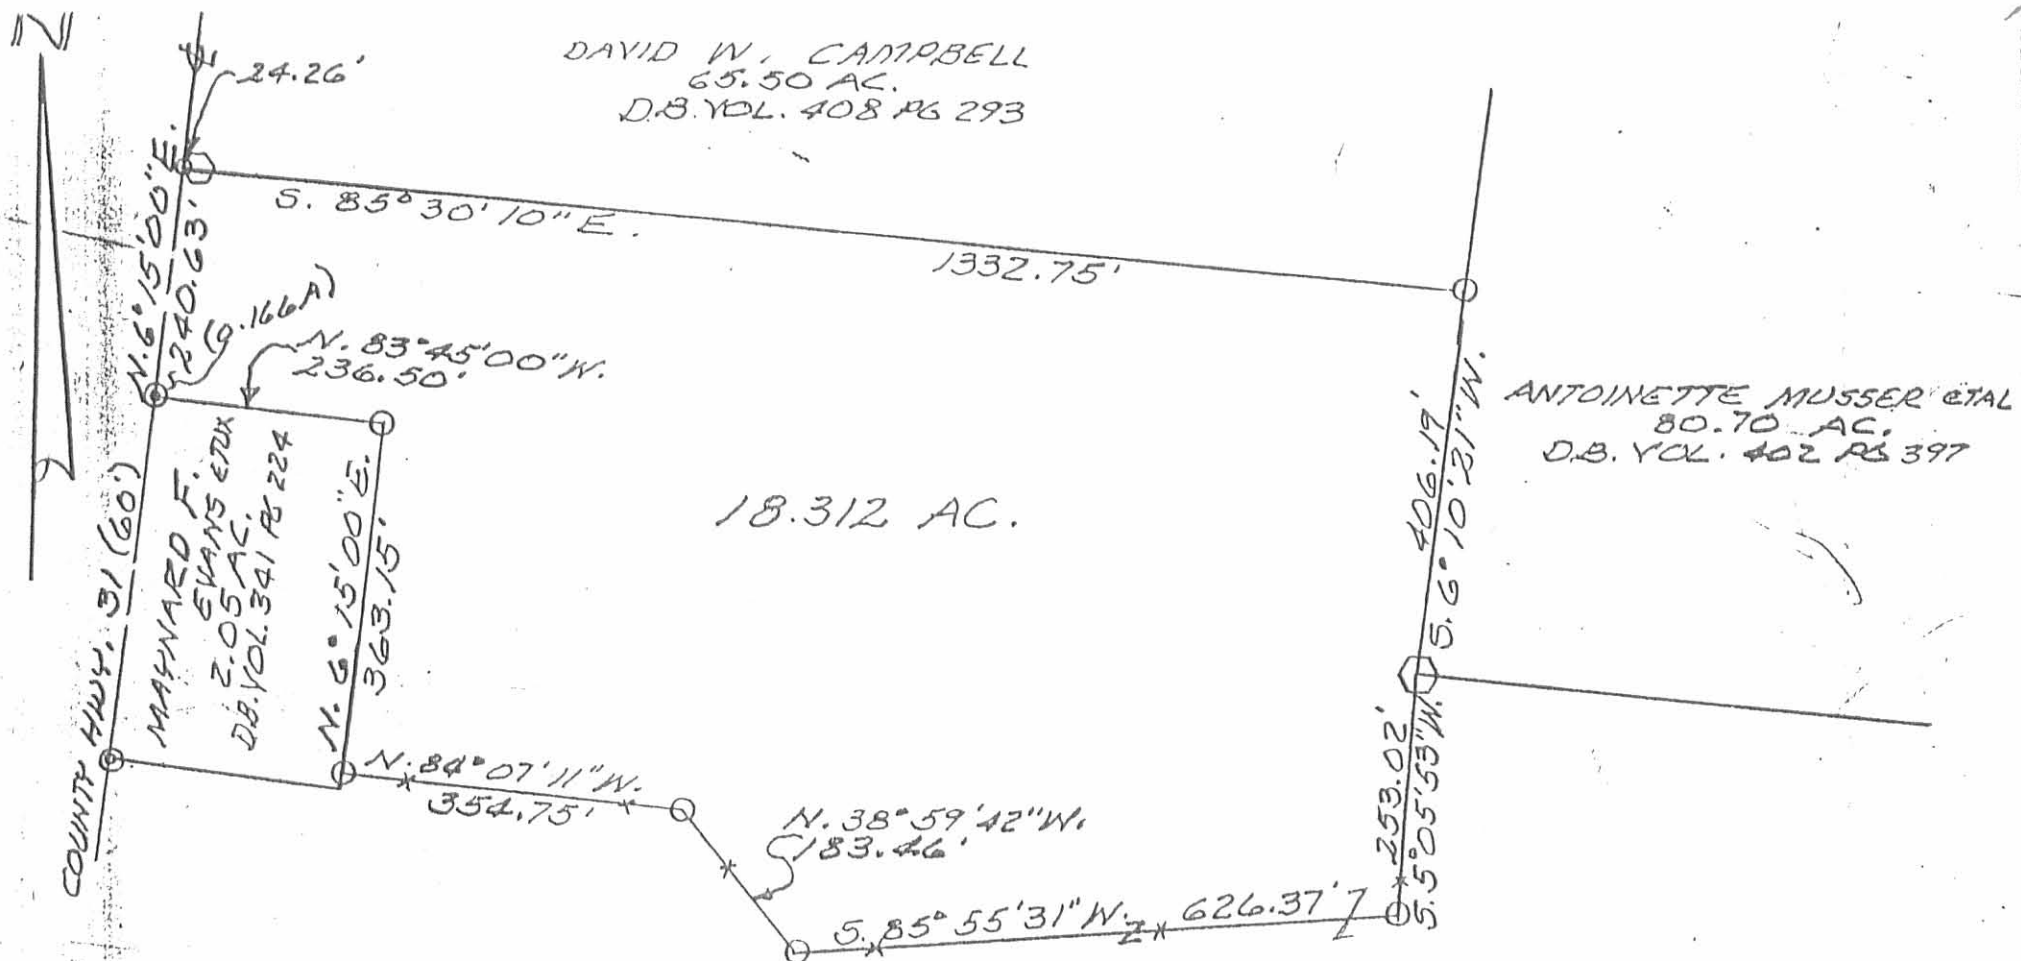 N
24.26'
DAVID W. CAMPBELL
65.50 AC.
D.B. VOL. 408 PG 293
N. 6° 15' 00" E.
240.63'
S. 85° 30' 10" E.
1332.75'
(0.166A)
N. 83° 45' 00" W.
236.50'
ANTOINETTE MUSSER ETAL
80.70 AC.
D.B. VOL. 402 PG 397
406.19'
S. 6° 10' 21" W.
MAYNARD F.
EVANS ETUX
2.05 AC.
D.B. VOL. 341 PG 224
N. 6° 15' 00" E.
363.15'
18.312 AC.
COUNTY HWY. 31 (60')
N. 84° 07' 11" W.
354.75'
N. 38° 59' 42" W.
183.46'
253.02'
S. 5° 05' 53" W.
S. 85° 55' 31" W. 626.37'